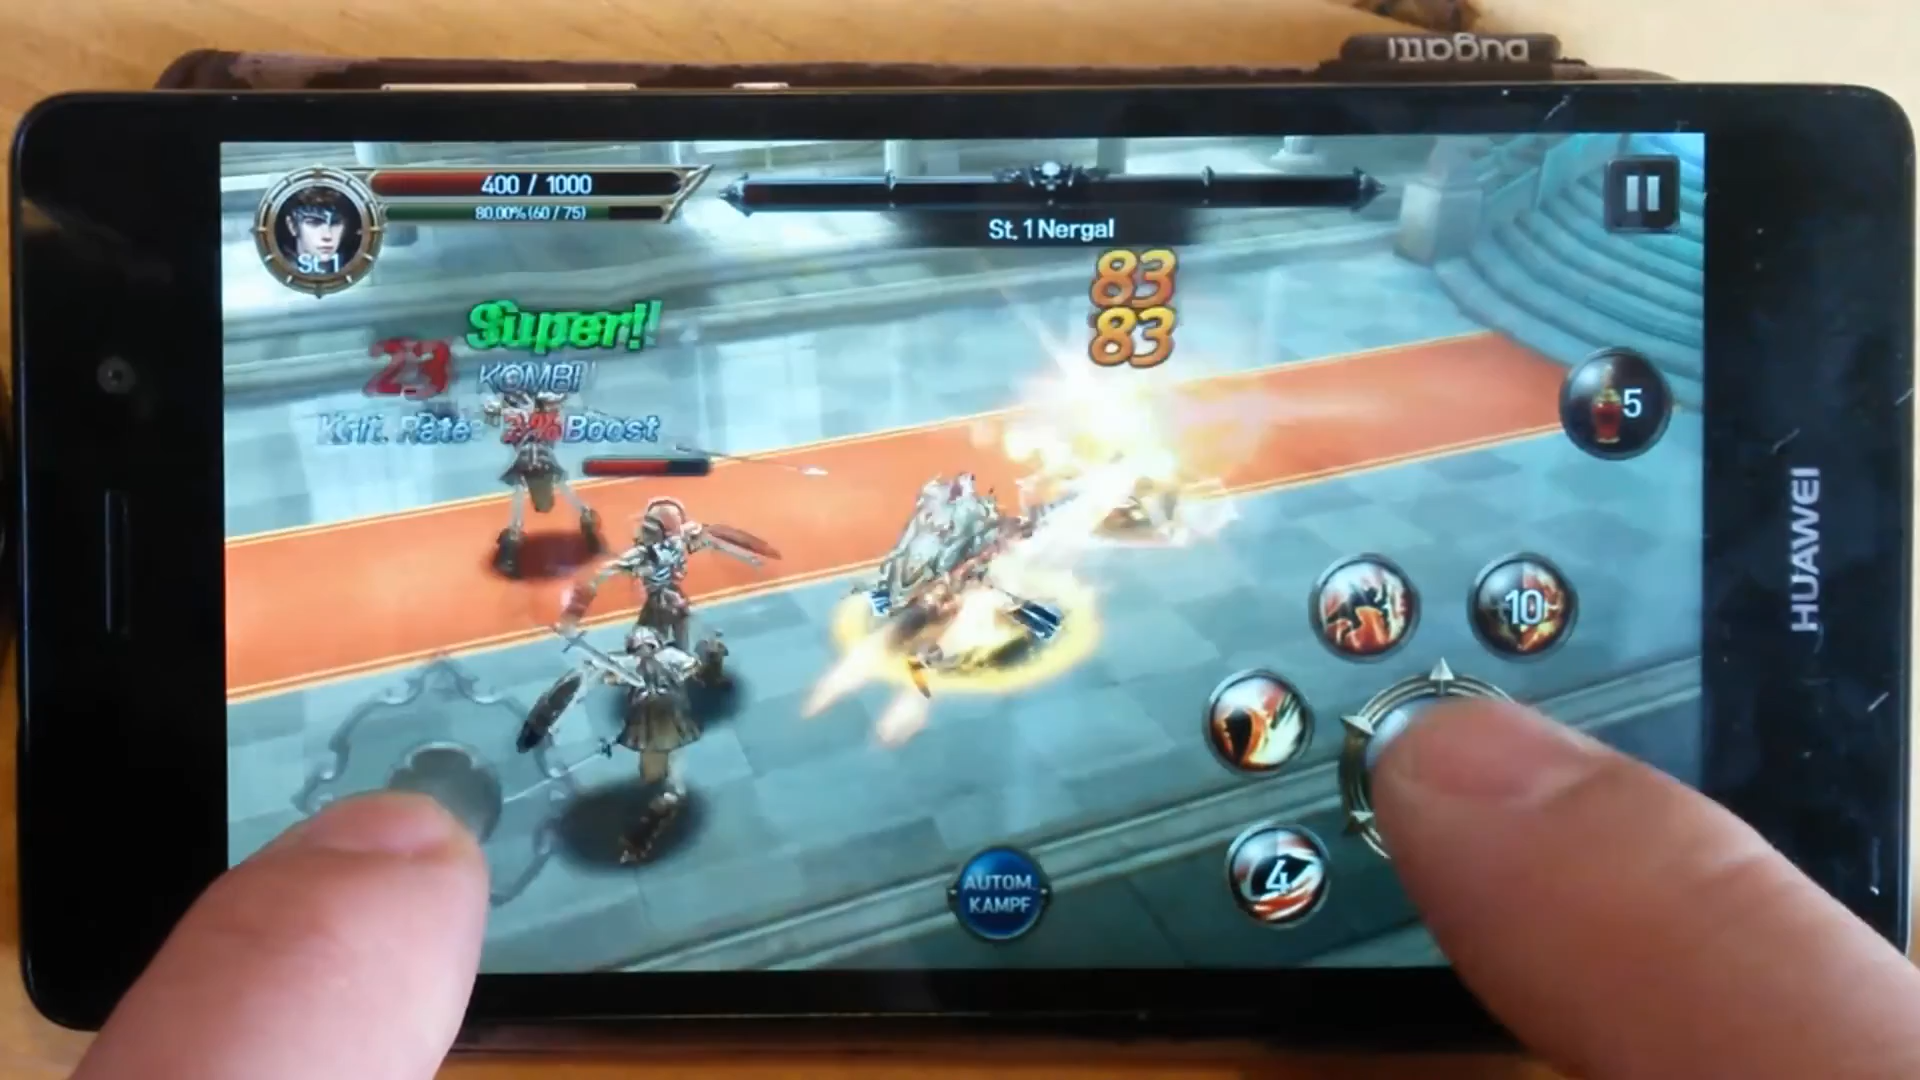 bugatti
400 / 1000
80.00% (60 / 75)
St. 1
St. 1 Nergal
83
83
Super!!
23
KOMBI
Krit. Rate: Boost
5
10
4
AUTOM.
KAMPF
HUAWEI